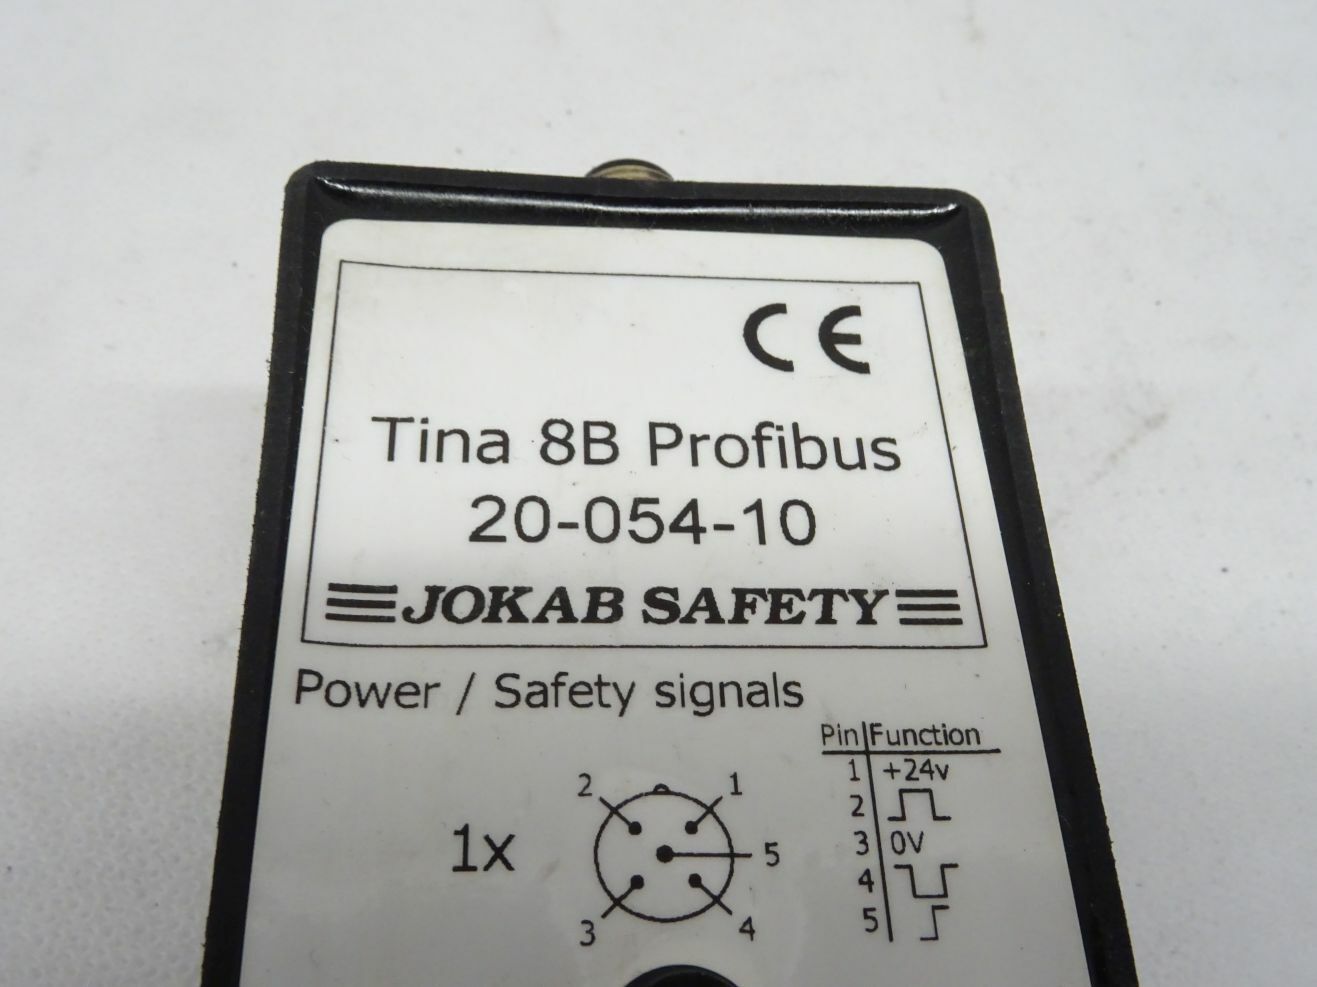 CE
Tina 8B Profibus
20-054-10
JOKAB SAFETY
Power / Safety signals
Pin Function
1 +24v
2
3 0V
4
5
1x
2 1
5
3 4